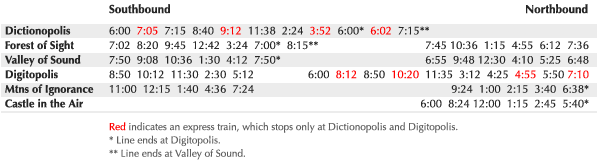 Southbound Northbound
Dictionopolis 6:00 7:05 7:15 8:40 9:12 11:38 2:24 3:52 6:00* 6:02 7:15**
Forest of Sight 7:02 8:20 9:45 12:42 3:24 7:00* 8:15** 7:45 10:36 1:15 4:55 6:12 7:36
Valley of Sound 7:50 9:08 10:36 1:30 4:12 7:50* 6:55 9:48 12:30 4:10 5:25 6:48
Digitopolis 8:50 10:12 11:30 2:30 5:12 6:00 8:12 8:50 10:20 11:35 3:12 4:25 4:55 5:50 7:10
Mtns of Ignorance 11:00 12:15 1:40 4:36 7:24 9:24 1:00 2:15 3:40 6:38*
Castle in the Air 6:00 8:24 12:00 1:15 2:45 5:40*
Red indicates an express train, which stops only at Dictionopolis and Digitopolis.
* Line ends at Digitopolis.
** Line ends at Valley of Sound.